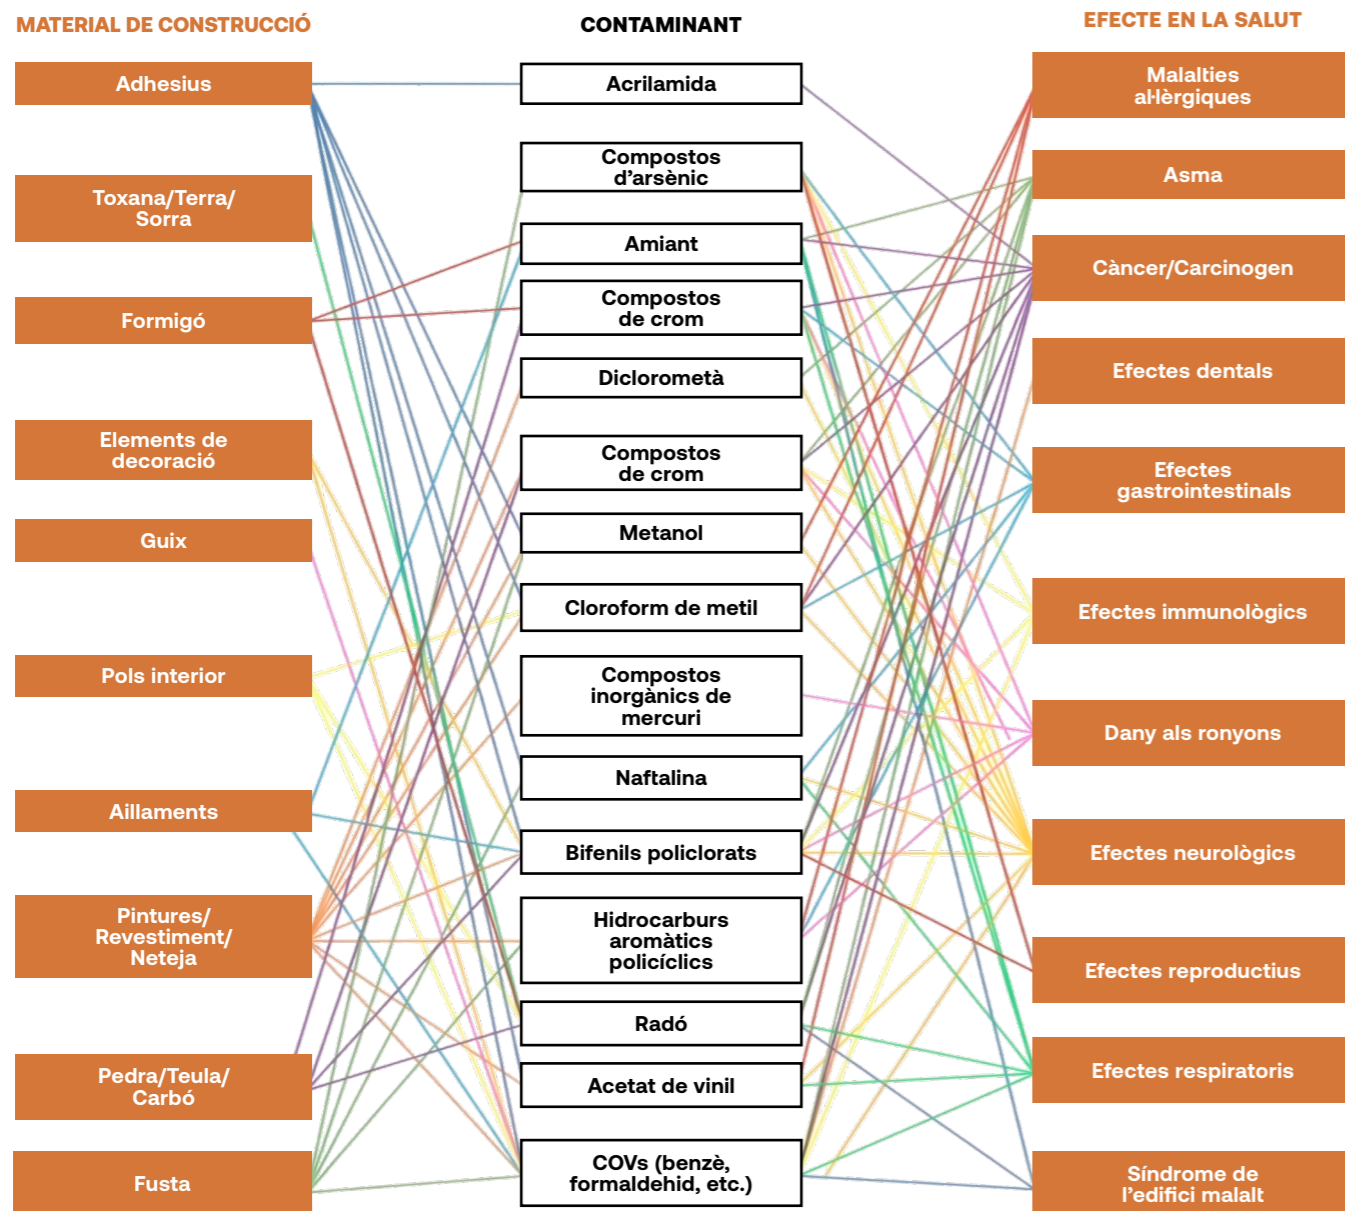 MATERIAL DE CONSTRUCCIÓ
Adhesius
Toxana/Terra/
Sorra
Formigó
Elements de
decoració
Guix
Pols interior
Aillaments
Pintures/
Revestiment/
Neteja
Pedra/Teula/
Carbó
Fusta
CONTAMINANT
Acrilamida
Compostos
d’arsènic
Amiant
Compostos
de crom
Diclorometà
Compostos
de crom
Metanol
Cloroform de metil
Compostos
inorgànics de
mercuri
Naftalina
Bifenils policlorats
Hidrocarburs
aromàtics
policíclics
Radó
Acetat de vinil
COVs (benzè,
formaldehid, etc.)
EFECTE EN LA SALUT
Malalties
al·lèrgiques
Asma
Càncer/Carcinogen
Efectes dentals
Efectes
gastrointestinals
Efectes immunològics
Dany als ronyons
Efectes neurològics
Efectes reproductius
Efectes respiratoris
Síndrome de
l’edifici malalt